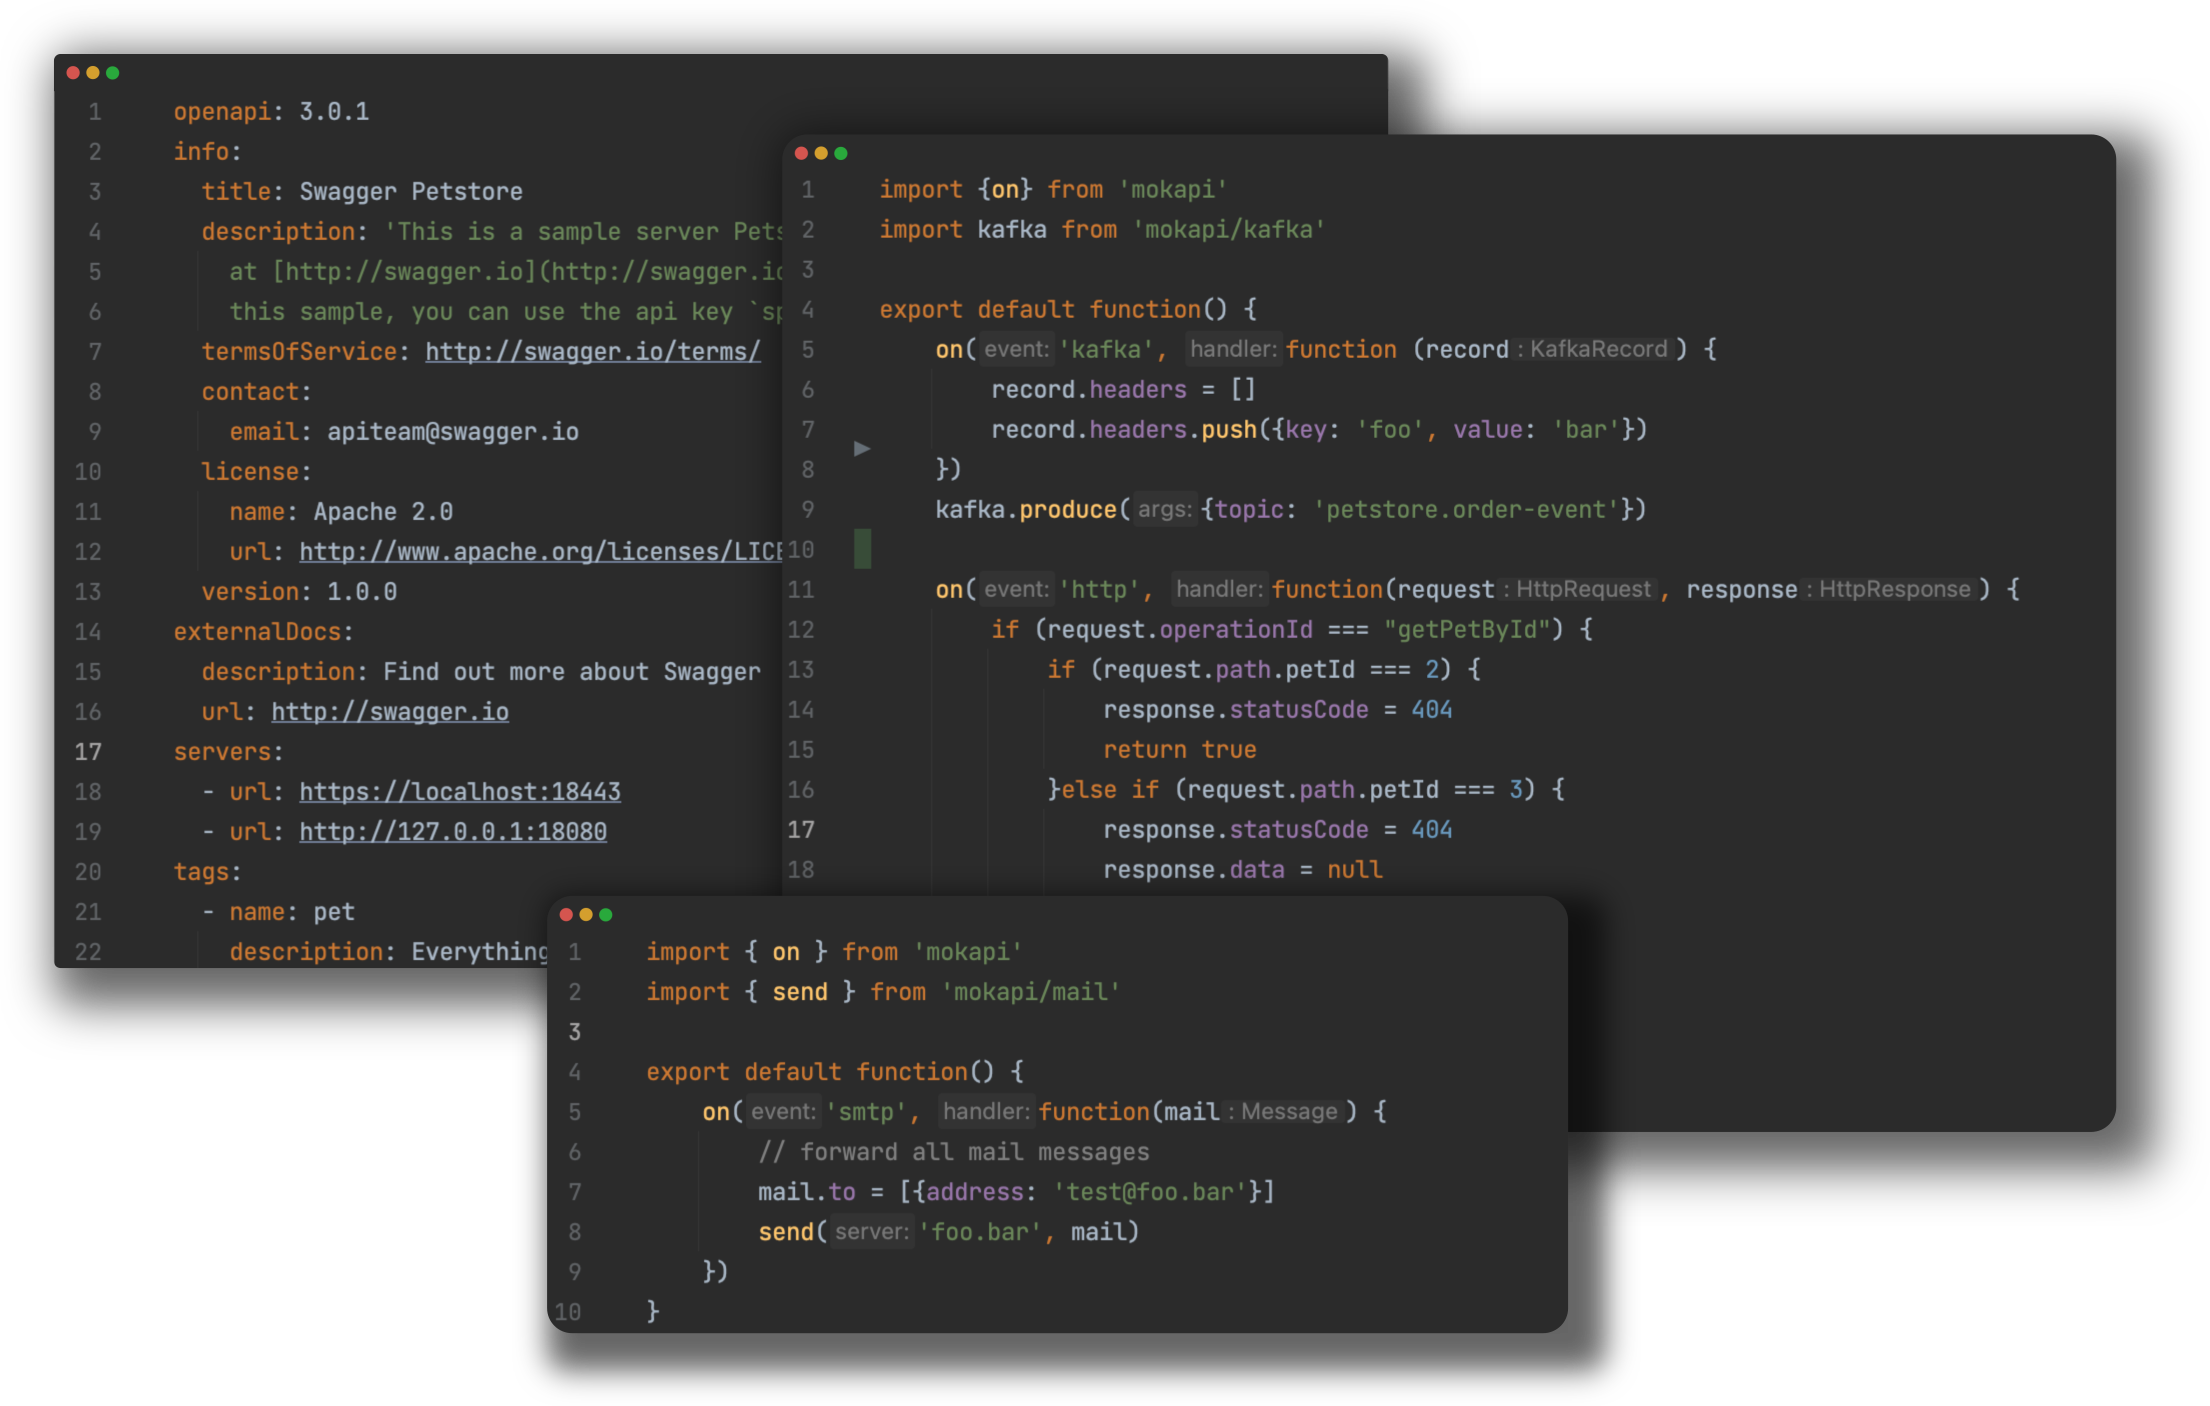 1 openapi: 3.0.1
2 info:
3 title: Swagger Petstore
4 description: 'This is a sample server
5 at [http://swagger.io](http://swagger.io
6 this sample, you can use the api key
7 termsOfService: http://swagger.io/terms/
8 contact:
9 email: apiteam@swagger.io
10 license:
11 name: Apache 2.0
12 url: http://www.apache.org/licenses/
13 version: 1.0.0
14 externalDocs:
15 description: Find out more about Swagger
16 url: http://swagger.io
17 servers:
18 - url: https://localhost:18443
19 - url: http://127.0.0.1:18080
20 tags:
21 - name: pet
22 description: Everything
1 import {on} from 'mokapi'
2 import kafka from 'mokapi/kafka'
3
4 export default function() {
5 on( event: 'kafka', handler: function (record : KafkaRecord ) {
6 record.headers = []
7 record.headers.push({key: 'foo', value: 'bar'})
8 })
9 kafka.produce( args: {topic: 'petstore.order-event'})
10
11 on( event: 'http', handler: function(request : HttpRequest , response : HttpResponse ) {
12 if (request.operationId === "getPetById") {
13 if (request.path.petId === 2) {
14 response.statusCode = 404
15 return true
16 }else if (request.path.petId === 3) {
17 response.statusCode = 404
18 response.data = null
1 import { on } from 'mokapi'
2 import { send } from 'mokapi/mail'
3
4 export default function() {
5 on( event: 'smtp', handler: function(mail : Message ) {
6 // forward all mail messages
7 mail.to = [{address: 'test@foo.bar'}]
8 send( server: 'foo.bar', mail)
9 })
10 }